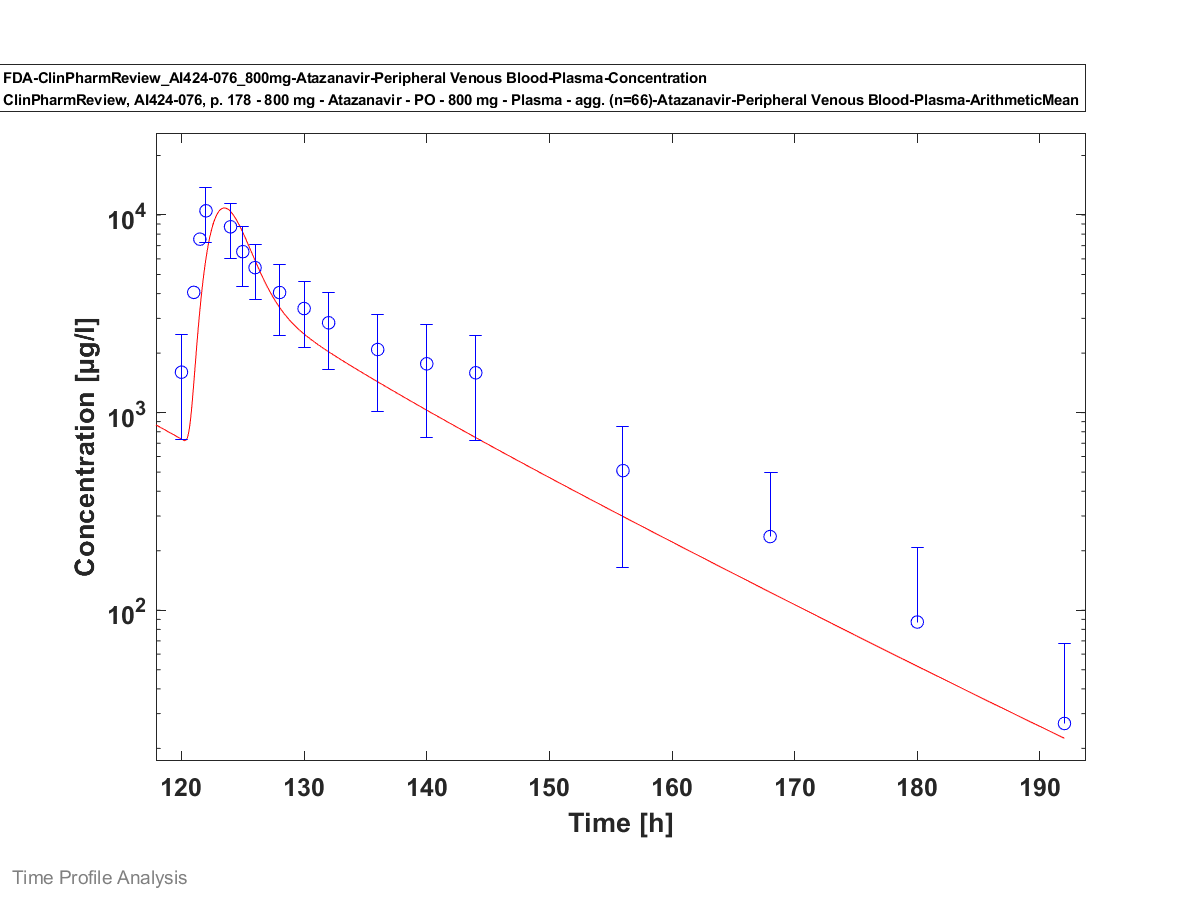 FDA-ClinPharmReview_AI424-076_800mg-Atazanavir-Peripheral Venous Blood-Plasma-Concentration
ClinPharmReview, AI424-076, p. 178 - 800 mg - Atazanavir - PO - 800 mg - Plasma - agg. (n=66)-Atazanavir-Peripheral Venous Blood-Plasma-ArithmeticMean
10⁴
10³
10²
Concentration [µg/l]
120 130 140 150 160 170 180 190
Time [h]
Time Profile Analysis